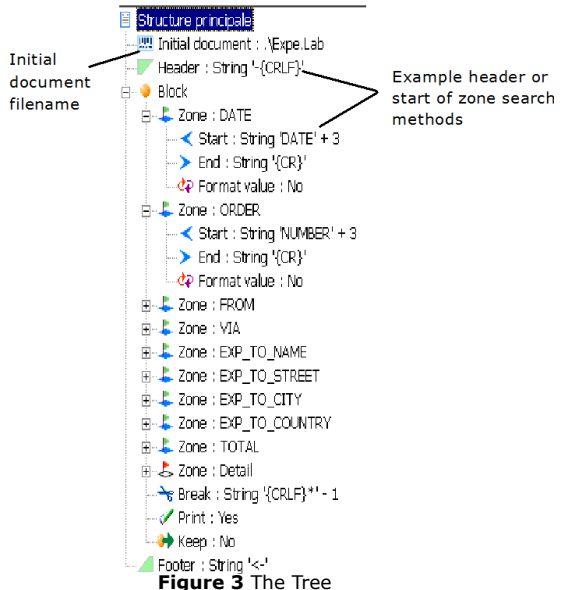 Structure principale
Initial document : .\Expe.Lab
Header : String '-{CRLF}'
Block
Zone : DATE
Start : String 'DATE' + 3
End : String '{CR}'
Format value : No
Zone : ORDER
Start : String 'NUMBER' + 3
End : String '{CR}'
Format value : No
Zone : FROM
Zone : VIA
Zone : EXP_TO_NAME
Zone : EXP_TO_STREET
Zone : EXP_TO_CITY
Zone : EXP_TO_COUNTRY
Zone : TOTAL
Zone : Detail
Break : String '{CRLF}*' - 1
Print : Yes
Keep : No
Footer : String '<-'
Initial
document
filename
Example header or
start of zone search
methods
Figure 3 The Tree